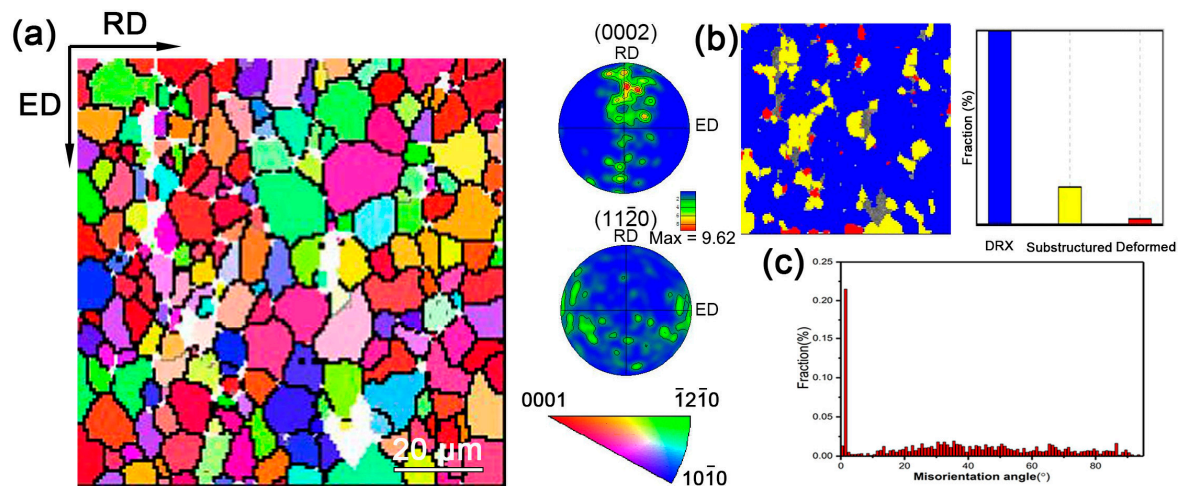 (a)
RD
ED
20 μm
(0002)
RD
ED
(112̄0)
RD
ED
Max = 9.62
0001
1̄21̄0
101̄0
(b)
Fraction (%)
DRX Substructured Deformed
(c)
Fraction(%)
0.25
0.20
0.15
0.10
0.05
0.00
0 20 40 60 80
Misorientation angle(°)